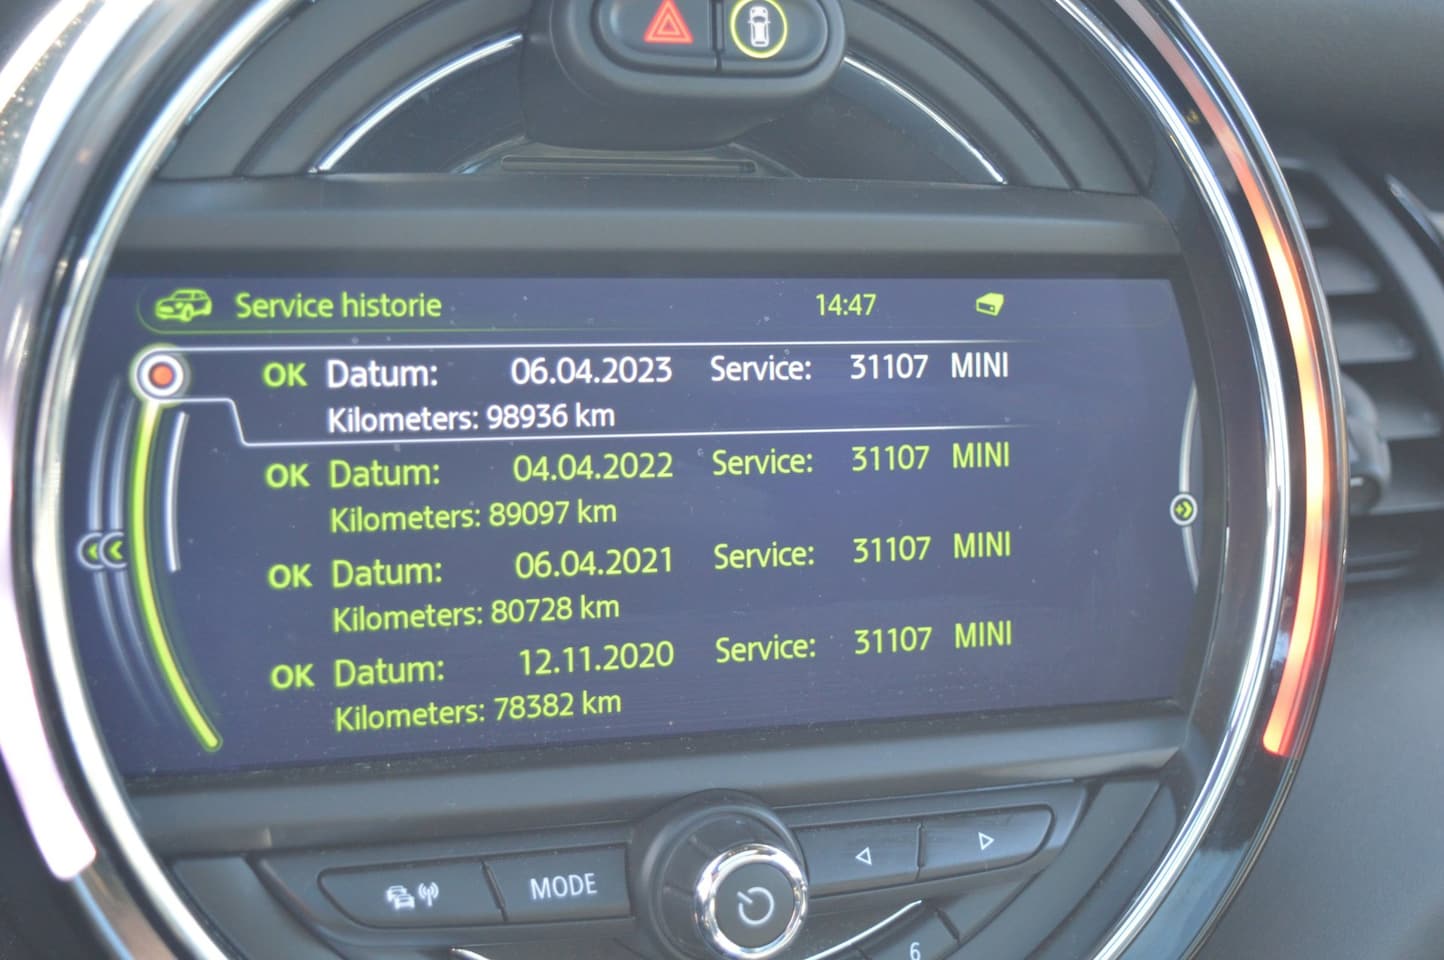 Service historie 14:47
OK Datum: 06.04.2023 Service: 31107 MINI
Kilometers: 98936 km
OK Datum: 04.04.2022 Service: 31107 MINI
Kilometers: 89097 km
OK Datum: 06.04.2021 Service: 31107 MINI
Kilometers: 80728 km
OK Datum: 12.11.2020 Service: 31107 MINI
Kilometers: 78382 km
MODE
6